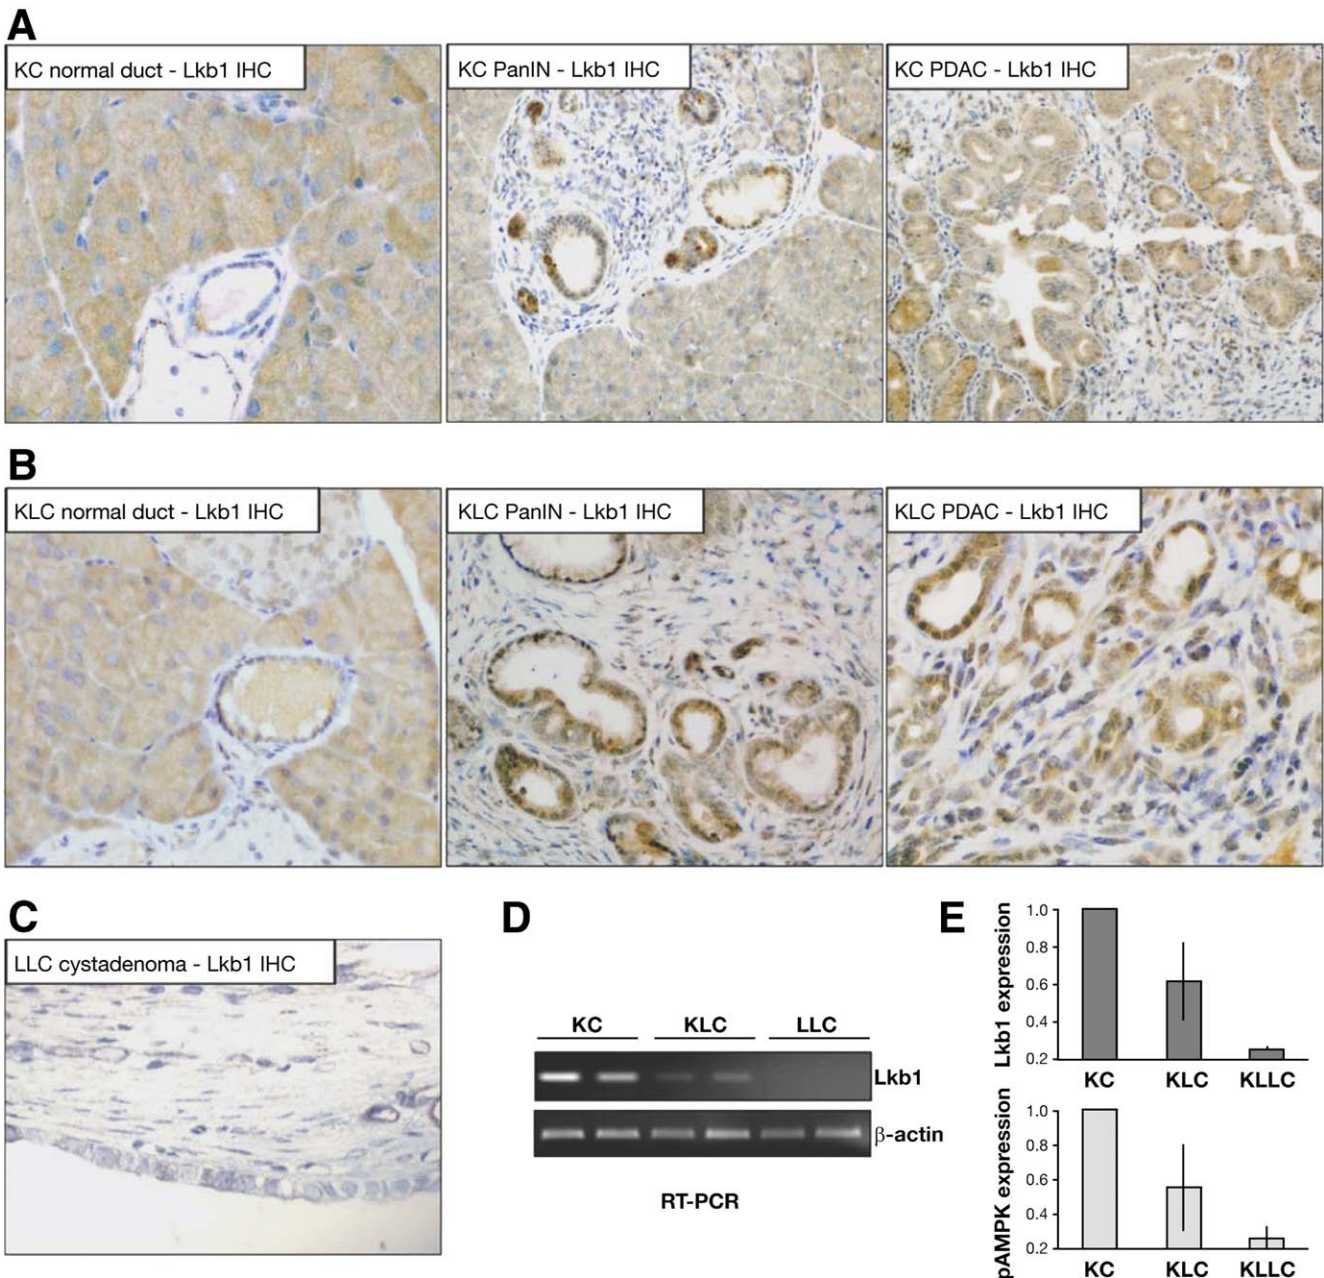 A
KC normal duct - Lkb1 IHC
KC PanIN - Lkb1 IHC
KC PDAC - Lkb1 IHC
B
KLC normal duct - Lkb1 IHC
KLC PanIN - Lkb1 IHC
KLC PDAC - Lkb1 IHC
C
LLC cystadenoma - Lkb1 IHC
D
KC KLC LLC
Lkb1
β-actin
RT-PCR
E
Lkb1 expression
1.0
0.8
0.6
0.4
0.2
KC KLC KLLC
pAMPK expression
1.0
0.8
0.6
0.4
0.2
KC KLC KLLC